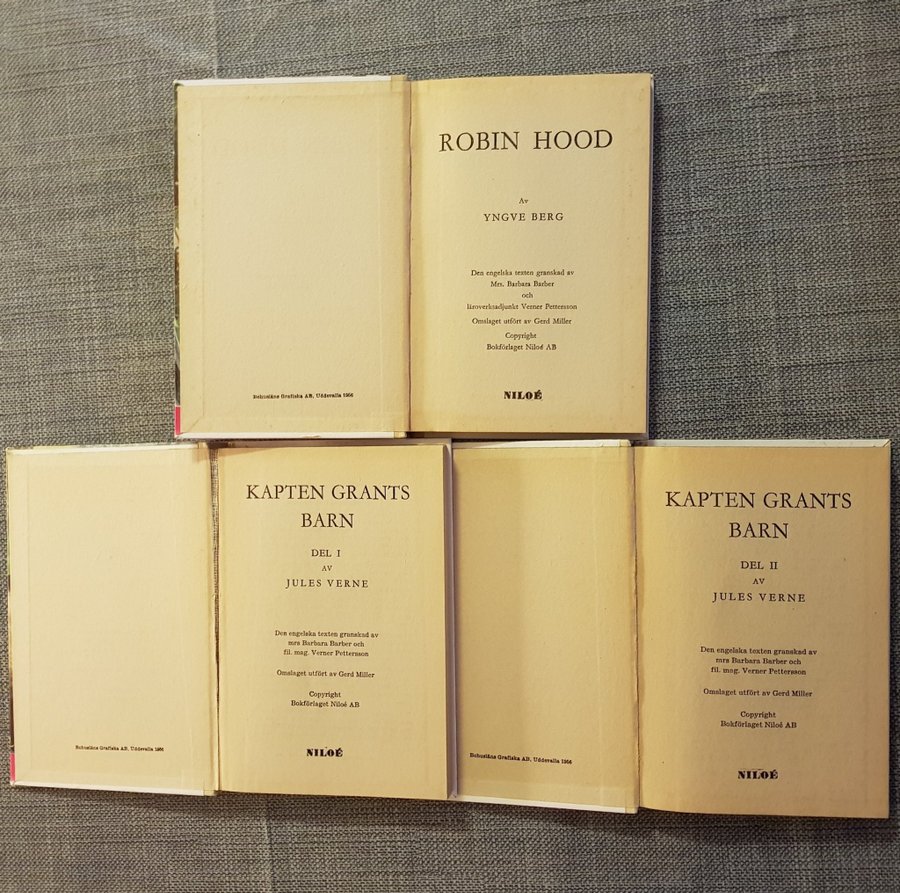 ROBIN HOOD
Av
YNGVE BERG
Den engelska texten granskad av
Mrs. Barbara Barber
och
läroverksadjunkt Verner Pettersson
Omslaget utfört av Gerd Miller
Copyright
Bokförlaget Niloé AB
NILOÉ
Bohusläns Grafiska AB, Uddevalla 1966
KAPTEN GRANTS
BARN
DEL I
AV
JULES VERNE
Den engelska texten granskad av
mrs Barbara Barber och
fil. mag. Verner Pettersson
Omslaget utfört av Gerd Miller
Copyright
Bokförlaget Niloé AB
NILOÉ
Bohusläns Grafiska AB, Uddevalla 1966
KAPTEN GRANTS
BARN
DEL II
AV
JULES VERNE
Den engelska texten granskad av
mrs Barbara Barber och
fil. mag. Verner Pettersson
Omslaget utfört av Gerd Miller
Copyright
Bokförlaget Niloé AB
NILOÉ
Bohusläns Grafiska AB, Uddevalla 1966